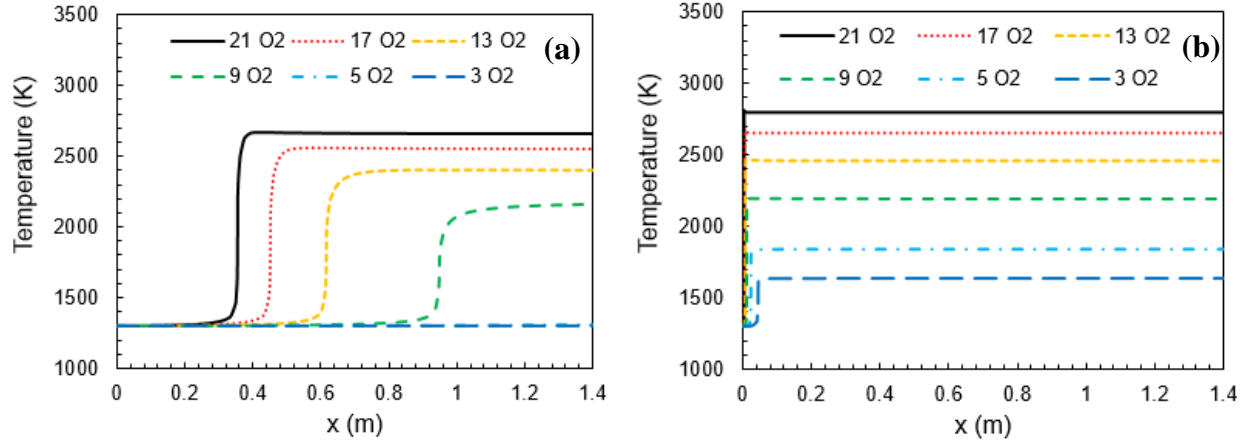 3500
3000
2500
2000
1500
1000
Temperature (K)
21 O2 17 O2 13 O2
9 O2 5 O2 3 O2
(a)
0 0.2 0.4 0.6 0.8 1 1.2 1.4
x (m)
3500
3000
2500
2000
1500
1000
Temperature (K)
21 O2 17 O2 13 O2
9 O2 5 O2 3 O2
(b)
0 0.2 0.4 0.6 0.8 1 1.2 1.4
x (m)